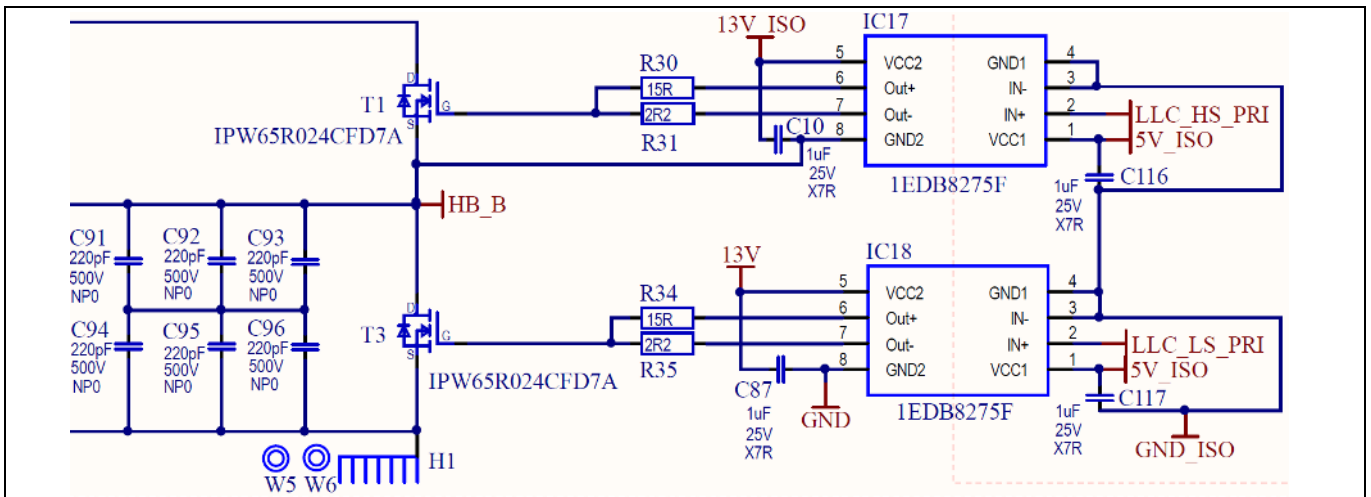 13V_ISO
IC17
5
VCC2
GND1
4
R30
15R
6
Out+
IN-
3
T1
D
G
S
2R2
7
Out-
IN+
2
LLC_HS_PRI
IPW65R024CFD7A
R31
C10
8
GND2
VCC1
1
5V_ISO
1uF
25V
X7R
1EDB8275F
1uF
25V
X7R
C116
HB_B
C91
220pF
500V
NP0
C92
220pF
500V
NP0
C93
220pF
500V
NP0
13V
IC18
5
VCC2
GND1
4
R34
15R
6
Out+
IN-
3
T3
D
G
S
2R2
7
Out-
IN+
2
LLC_LS_PRI
C94
220pF
500V
NP0
C95
220pF
500V
NP0
C96
220pF
500V
NP0
IPW65R024CFD7A
R35
C87
8
GND2
VCC1
1
5V_ISO
1uF
25V
X7R
GND
1EDB8275F
1uF
25V
X7R
C117
GND_ISO
H1
W5
W6